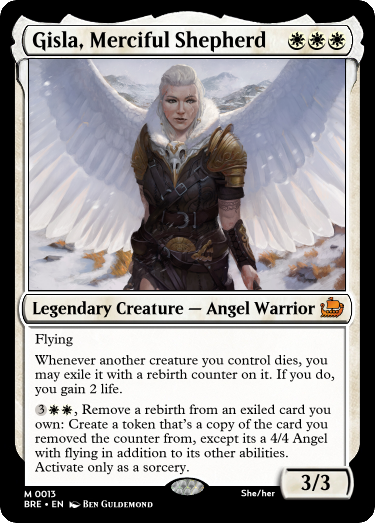 Gisla, Merciful Shepherd
Legendary Creature — Angel Warrior
Flying
Whenever another creature you control dies, you
may exile it with a rebirth counter on it. If you do,
you gain 2 life.
3, Remove a rebirth from an exiled card you
own: Create a token that's a copy of the card you
removed the counter from, except its a 4/4 Angel
with flying in addition to its other abilities.
Activate only as a sorcery.
3/3
M 0013
She/her
BRE • EN Ben Guldemond